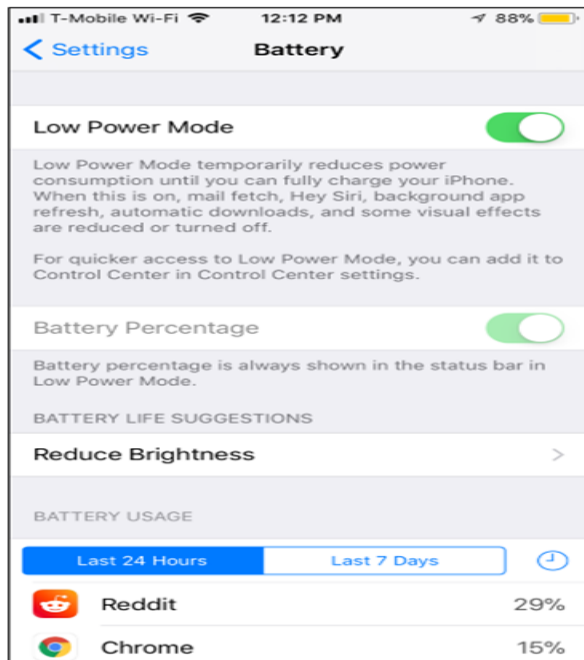 T-Mobile Wi-Fi 12:12 PM 88%
Settings Battery
Low Power Mode
Low Power Mode temporarily reduces power
consumption until you can fully charge your iPhone.
When this is on, mail fetch, Hey Siri, background app
refresh, automatic downloads, and some visual effects
are reduced or turned off.
For quicker access to Low Power Mode, you can add it to
Control Center in Control Center settings.
Battery Percentage
Battery percentage is always shown in the status bar in
Low Power Mode.
BATTERY LIFE SUGGESTIONS
Reduce Brightness
BATTERY USAGE
Last 24 Hours Last 7 Days
Reddit 29%
Chrome 15%